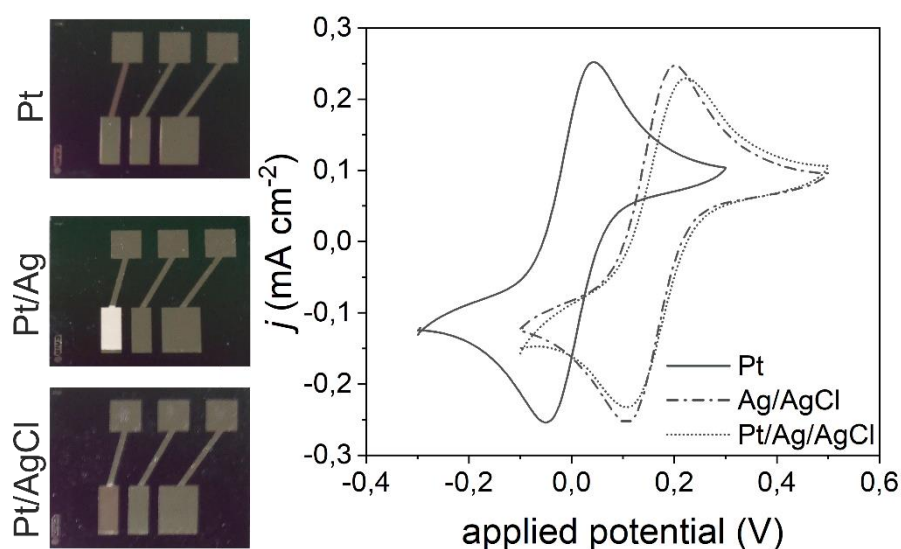 Pt
Pt/Ag
Pt/AgCl
0,3
0,2
0,1
0,0
-0,1
-0,2
-0,3
j (mA cm-2)
Pt
Ag/AgCl
Pt/Ag/AgCl
-0,4 -0,2 0,0 0,2 0,4 0,6
applied potential (V)